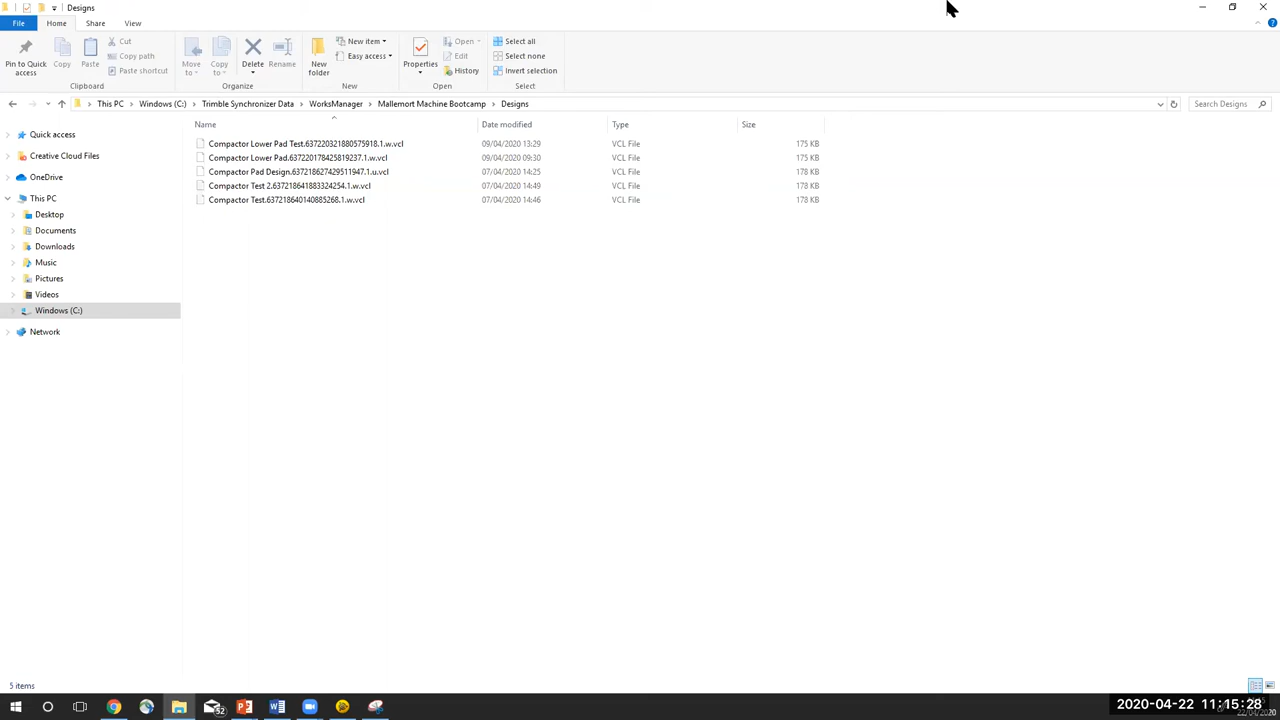 Designs
File Home Share View
Pin to Quick access
Copy
Paste
Cut
Copy path
Paste shortcut
Clipboard
Move to
Copy to
Delete
Rename
Organize
New folder
New item
Easy access
New
Properties
Open
Edit
History
Open
Select all
Select none
Invert selection
Select
This PC > Windows (C:) > Trimble Synchronizer Data > WorksManager > Mallemort Machine Bootcamp > Designs
Search Designs
Name Date modified Type Size
Compactor Lower Pad Test.637220321880575918.1.w.vcl 09/04/2020 13:29 VCL File 175 KB
Compactor Lower Pad.637220178425819237.1.w.vcl 09/04/2020 09:30 VCL File 175 KB
Compactor Pad Design.637218627429511947.1.u.vcl 07/04/2020 14:25 VCL File 178 KB
Compactor Test 2.637218641883324254.1.w.vcl 07/04/2020 14:49 VCL File 178 KB
Compactor Test.637218640140885268.1.w.vcl 07/04/2020 14:46 VCL File 178 KB
Quick access
Creative Cloud Files
OneDrive
This PC
Desktop
Documents
Downloads
Music
Pictures
Videos
Windows (C:)
Network
5 items
52
2020-04-22 11:15:28
22/04/2020